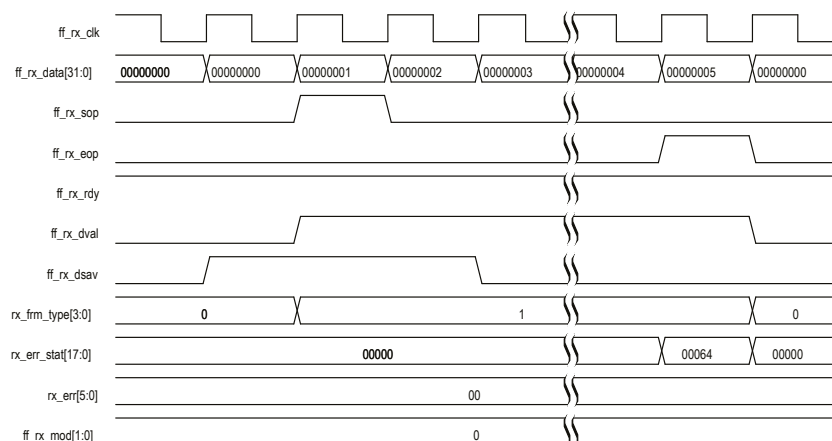 ff_rx_clk
ff_rx_data[31:0] 00000000 00000000 00000001 00000002 00000003 00000004 00000005 00000000
ff_rx_sop
ff_rx_eop
ff_rx_rdy
ff_rx_dval
ff_rx_dsav
rx_frm_type[3:0] 0 1 0
rx_err_stat[17:0] 00000 00064 00000
rx_err[5:0] 00
ff_rx_mod[1:0] 0